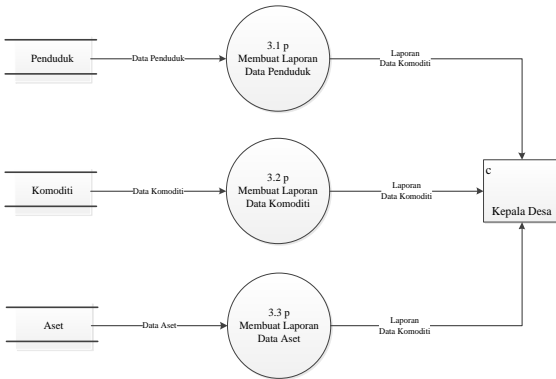 Penduduk
Data Penduduk
3.1 p
Membuat Laporan
Data Penduduk
Laporan
Data Komoditi
Komoditi
Data Komoditi
3.2 p
Membuat Laporan
Data Komoditi
Laporan
Data Komoditi
c
Kepala Desa
Aset
Data Aset
3.3 p
Membuat Laporan
Data Aset
Laporan
Data Komoditi